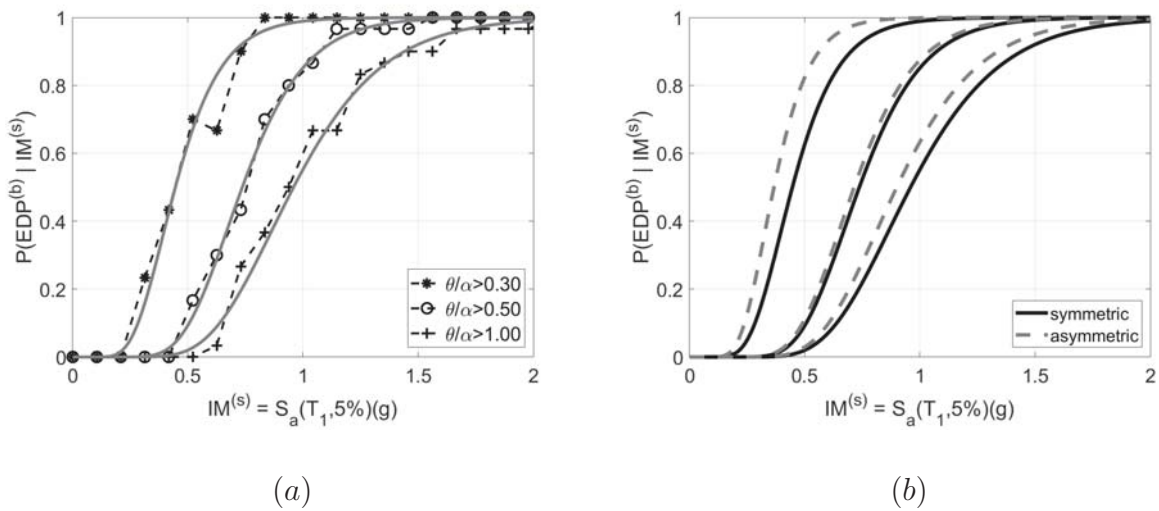 1
0.8
0.6
0.4
0.2
0
P(EDP^(b) | IM^(s))
0 0.5 1 1.5 2
IM^(s) = S_a(T_1,5%)(g)
θ/α>0.30
θ/α>0.50
θ/α>1.00
(a)
1
0.8
0.6
0.4
0.2
0
P(EDP^(b) | IM^(s))
0 0.5 1 1.5 2
IM^(s) = S_a(T_1,5%)(g)
symmetric
asymmetric
(b)